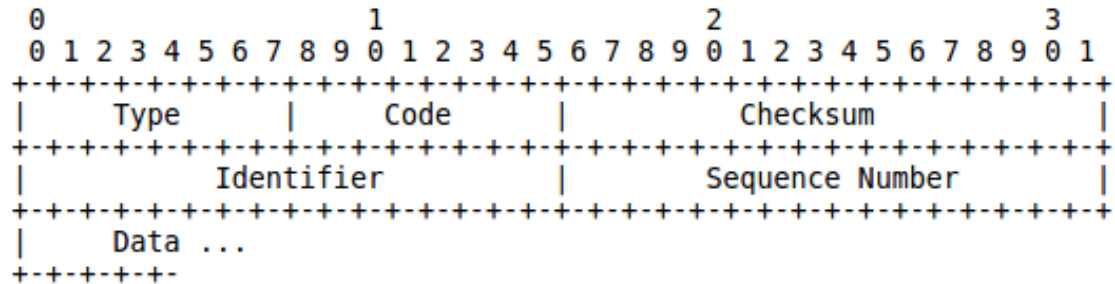 0                   1                   2                   3
 0 1 2 3 4 5 6 7 8 9 0 1 2 3 4 5 6 7 8 9 0 1 2 3 4 5 6 7 8 9 0 1
+-+-+-+-+-+-+-+-+-+-+-+-+-+-+-+-+-+-+-+-+-+-+-+-+-+-+-+-+-+-+-+-+
|     Type      |     Code      |          Checksum             |
+-+-+-+-+-+-+-+-+-+-+-+-+-+-+-+-+-+-+-+-+-+-+-+-+-+-+-+-+-+-+-+-+
|           Identifier          |        Sequence Number        |
+-+-+-+-+-+-+-+-+-+-+-+-+-+-+-+-+-+-+-+-+-+-+-+-+-+-+-+-+-+-+-+-+
|     Data ...
+-+-+-+-+-